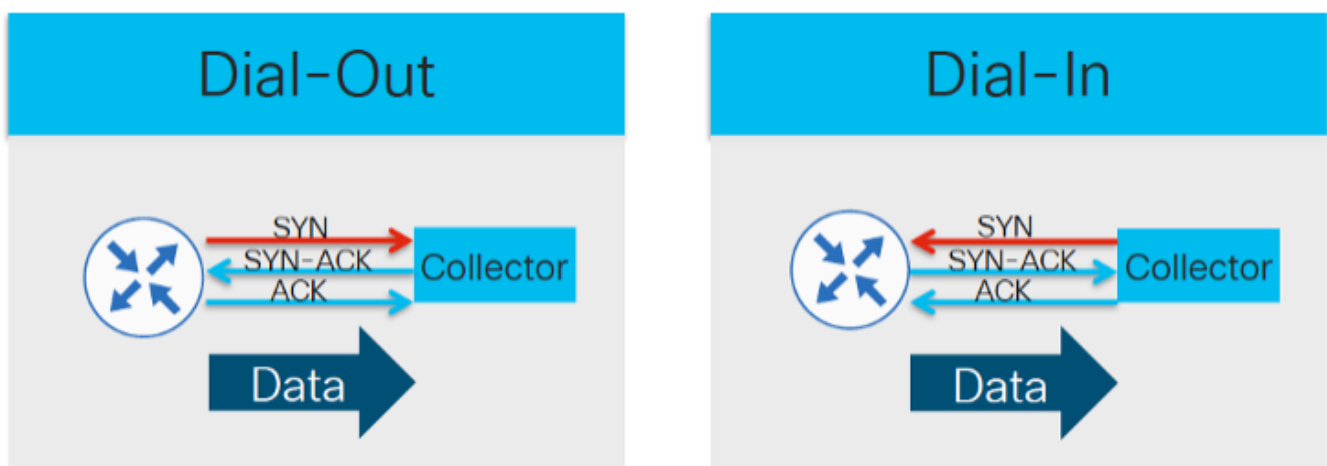 Dial-Out
SYN
SYN-ACK
ACK
Collector
Data
Dial-In
SYN
SYN-ACK
ACK
Collector
Data